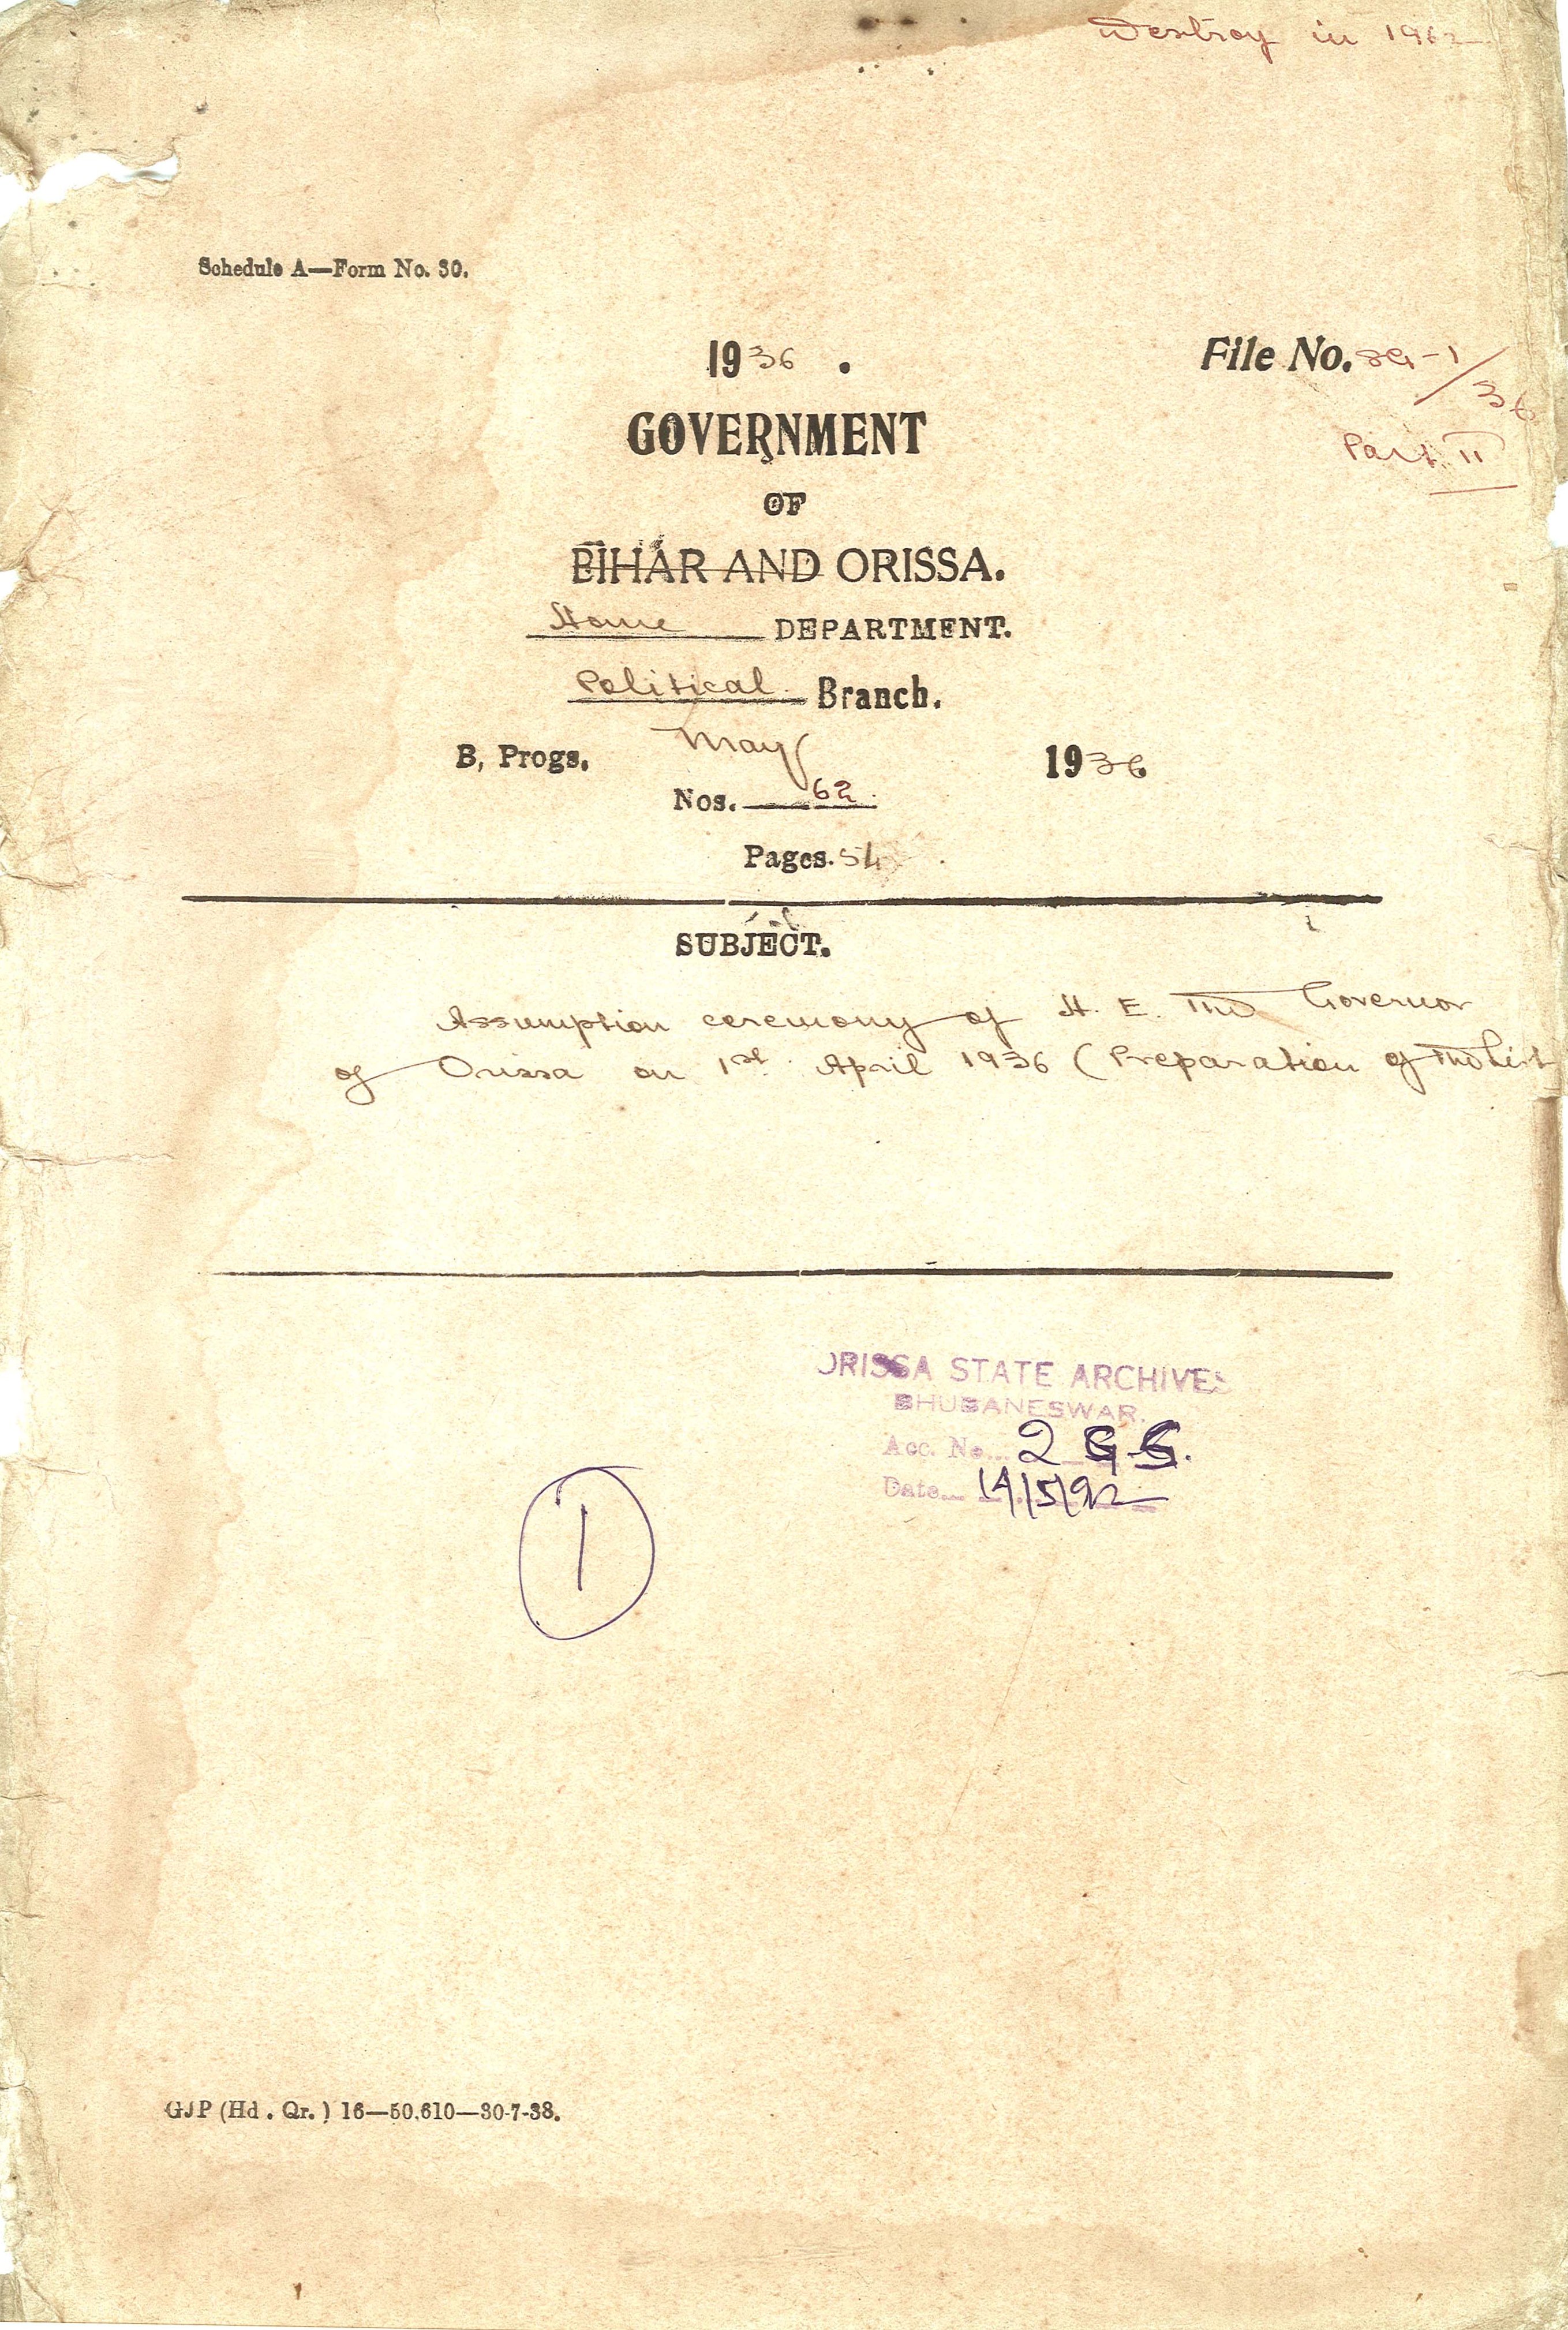 Destroy in 1962
Schedule A—Form No. 30.
1936 .
File No. 8G-1/36
Part II
GOVERNMENT
OF
BIHAR AND ORISSA.
Home DEPARTMENT.
Political Branch.
B, Progs. May 1936
Nos. 62.
Pages. 54
SUBJECT.
Assumption ceremony of H. E. The Governor
of Orissa on 1st April 1936 (Preparation of The List
ORISSA STATE ARCHIVES
BHUBANESWAR.
Acc. No.
Date 14/5/92
1
GJP (Hd. Qr.) 16—50,610—30-7-38.